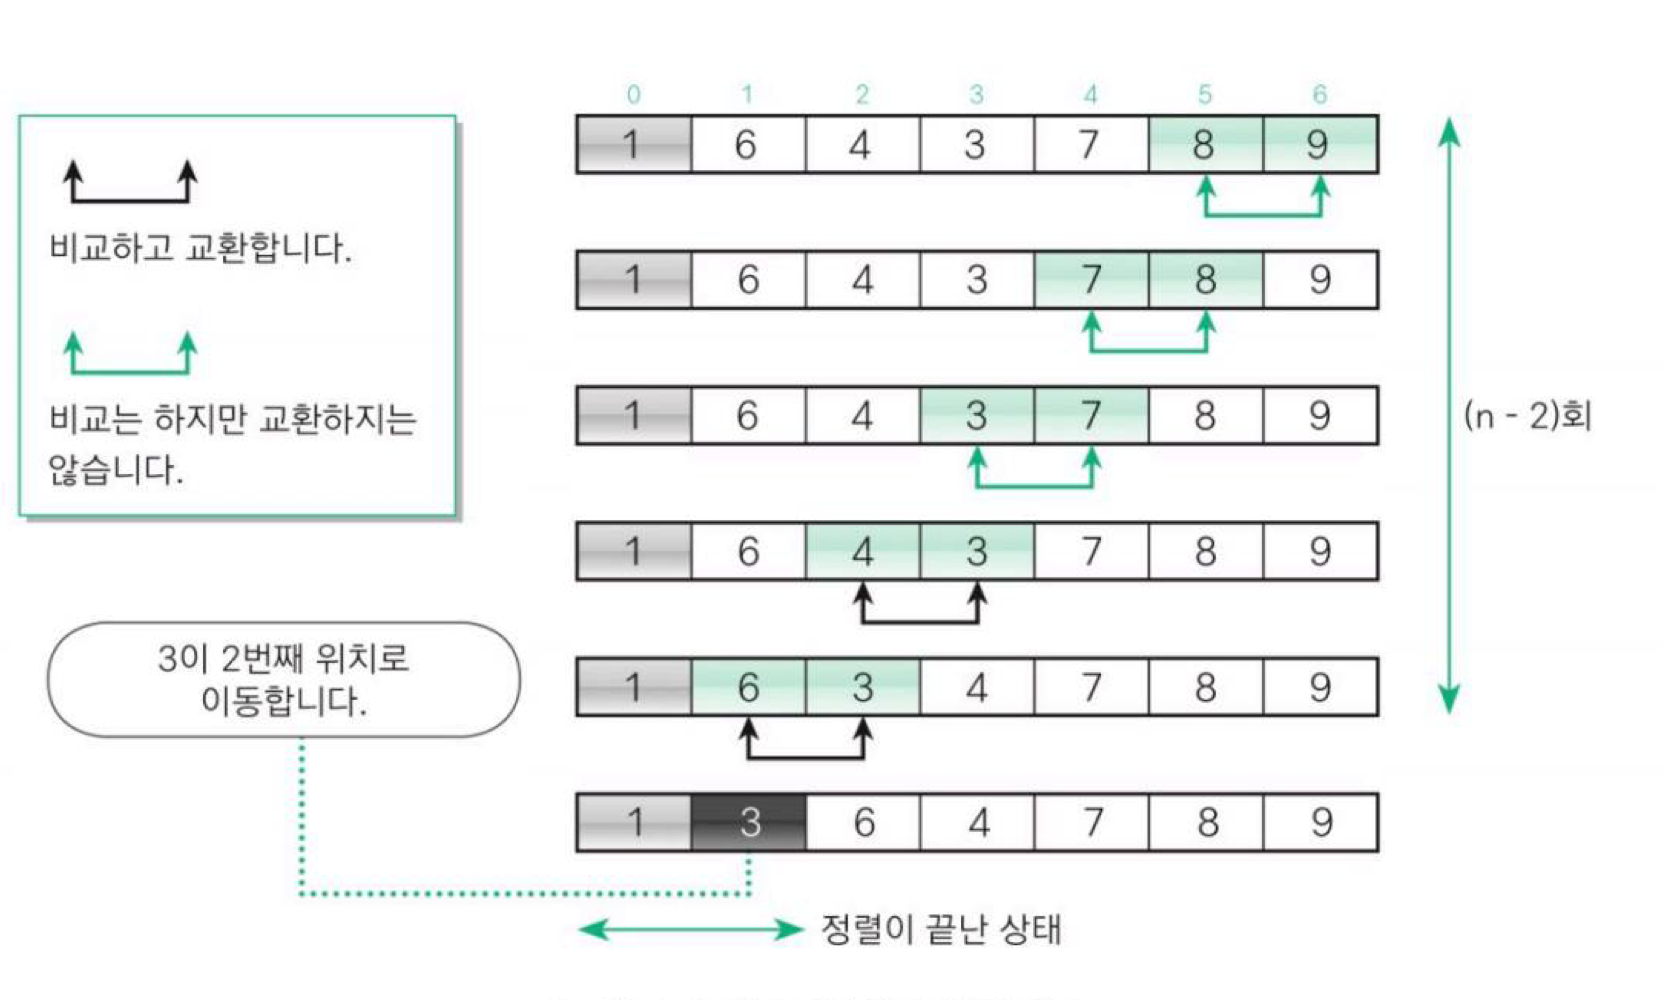 0 1 2 3 4 5 6
1 6 4 3 7 8 9
비교하고 교환합니다.
1 6 4 3 7 8 9
비교는 하지만 교환하지는
않습니다.
1 6 4 3 7 8 9
(n - 2)회
1 6 4 3 7 8 9
3이 2번째 위치로
이동합니다.
1 6 3 4 7 8 9
1 3 6 4 7 8 9
정렬이 끝난 상태